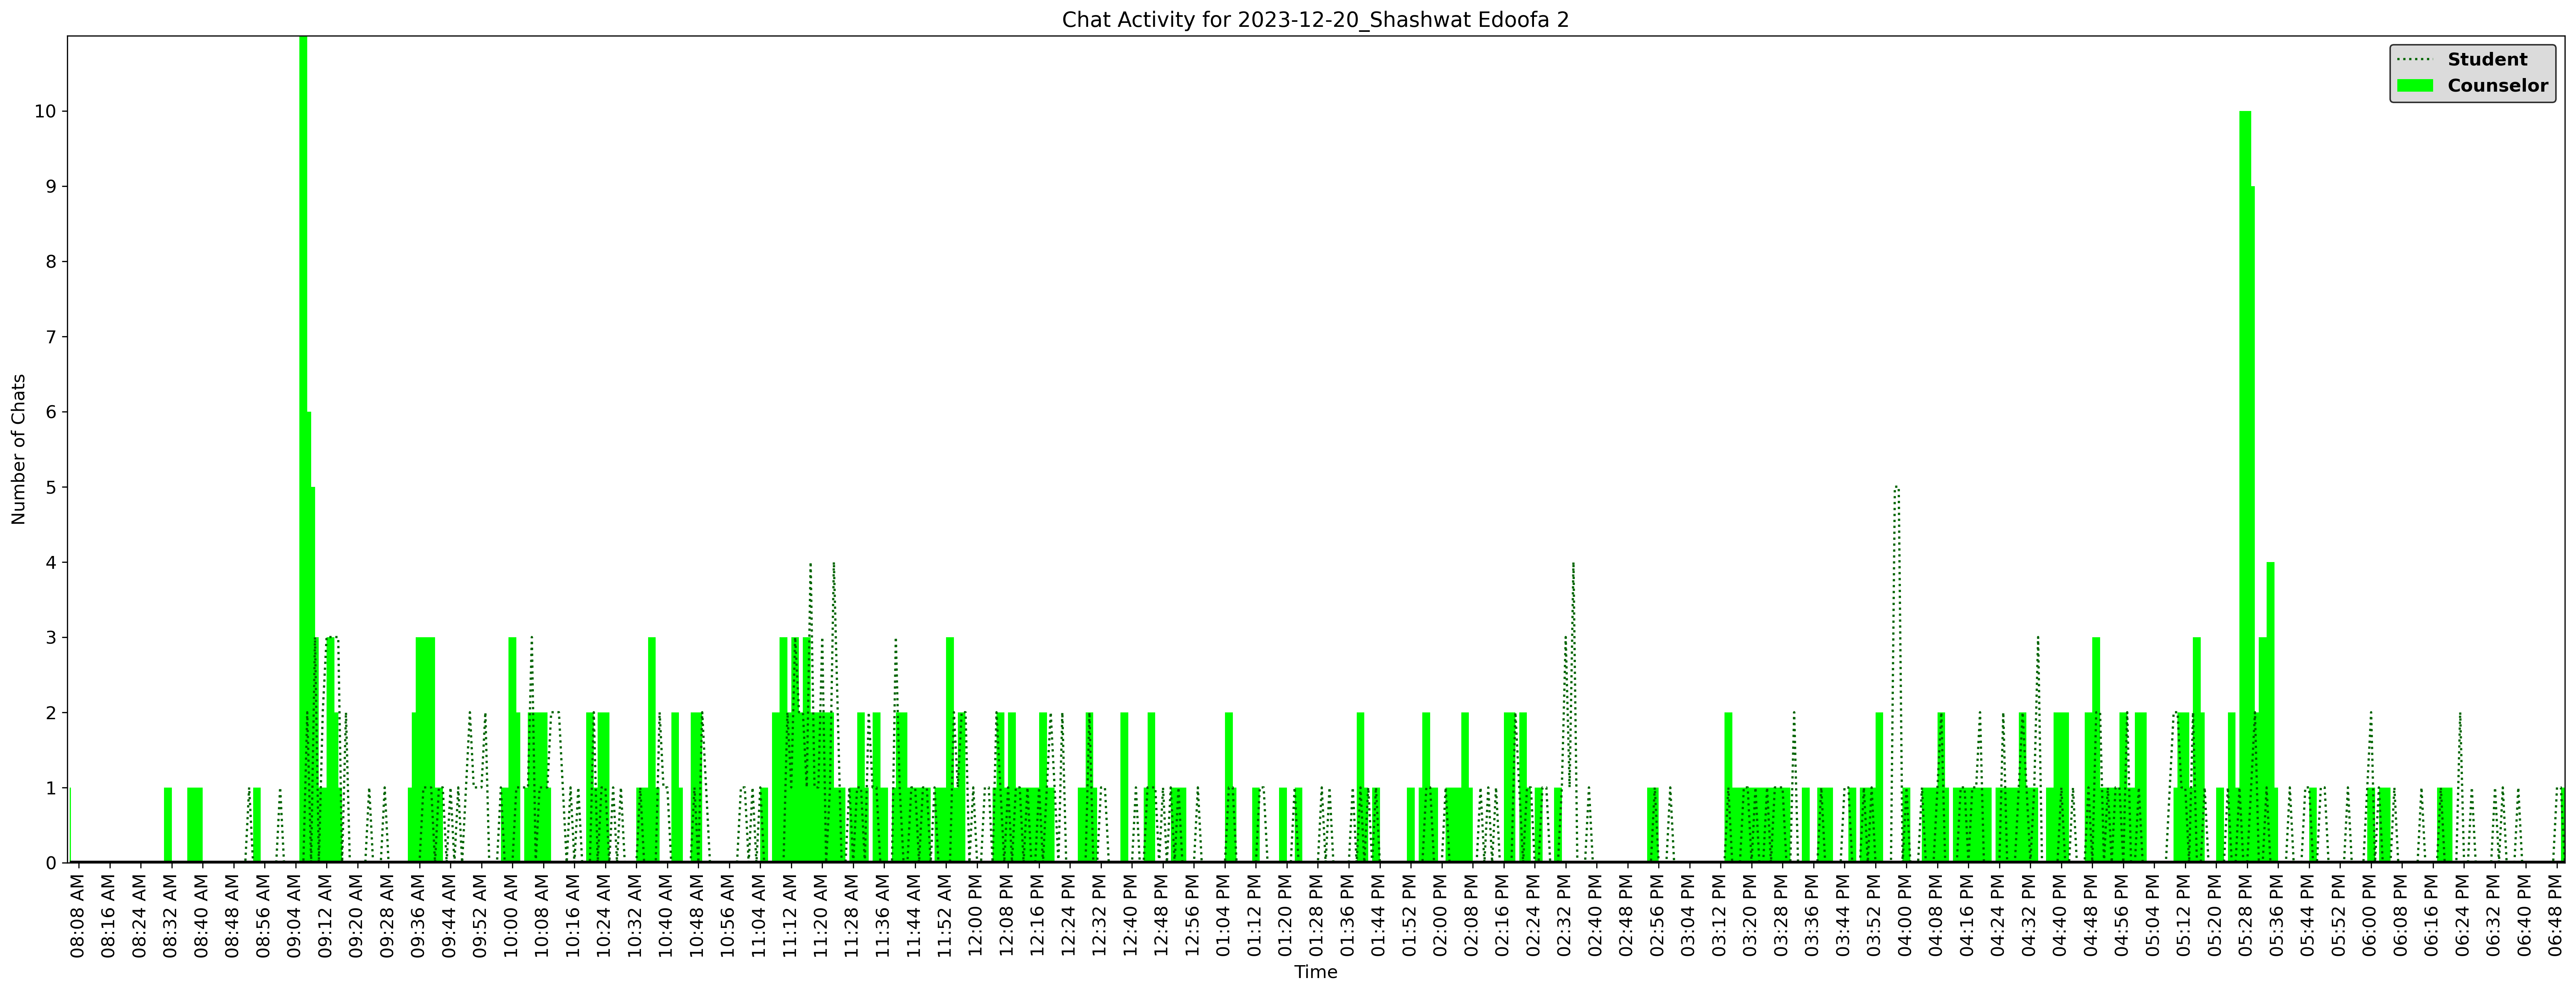 Chat Activity for 2023-12-20_Shashwat Edoofa 2
Student
Counselor
Number of Chats
10
9
8
7
6
5
4
3
2
1
0
08:08 AM
08:16 AM
08:24 AM
08:32 AM
08:40 AM
08:48 AM
08:56 AM
09:04 AM
09:12 AM
09:20 AM
09:28 AM
09:36 AM
09:44 AM
09:52 AM
10:00 AM
10:08 AM
10:16 AM
10:24 AM
10:32 AM
10:40 AM
10:48 AM
10:56 AM
11:04 AM
11:12 AM
11:20 AM
11:28 AM
11:36 AM
11:44 AM
11:52 AM
12:00 PM
12:08 PM
12:16 PM
12:24 PM
12:32 PM
12:40 PM
12:48 PM
12:56 PM
01:04 PM
01:12 PM
01:20 PM
01:28 PM
01:36 PM
01:44 PM
01:52 PM
02:00 PM
02:08 PM
02:16 PM
02:24 PM
02:32 PM
02:40 PM
02:48 PM
02:56 PM
03:04 PM
03:12 PM
03:20 PM
03:28 PM
03:36 PM
03:44 PM
03:52 PM
04:00 PM
04:08 PM
04:16 PM
04:24 PM
04:32 PM
04:40 PM
04:48 PM
04:56 PM
05:04 PM
05:12 PM
05:20 PM
05:28 PM
05:36 PM
05:44 PM
05:52 PM
06:00 PM
06:08 PM
06:16 PM
06:24 PM
06:32 PM
06:40 PM
06:48 PM
Time